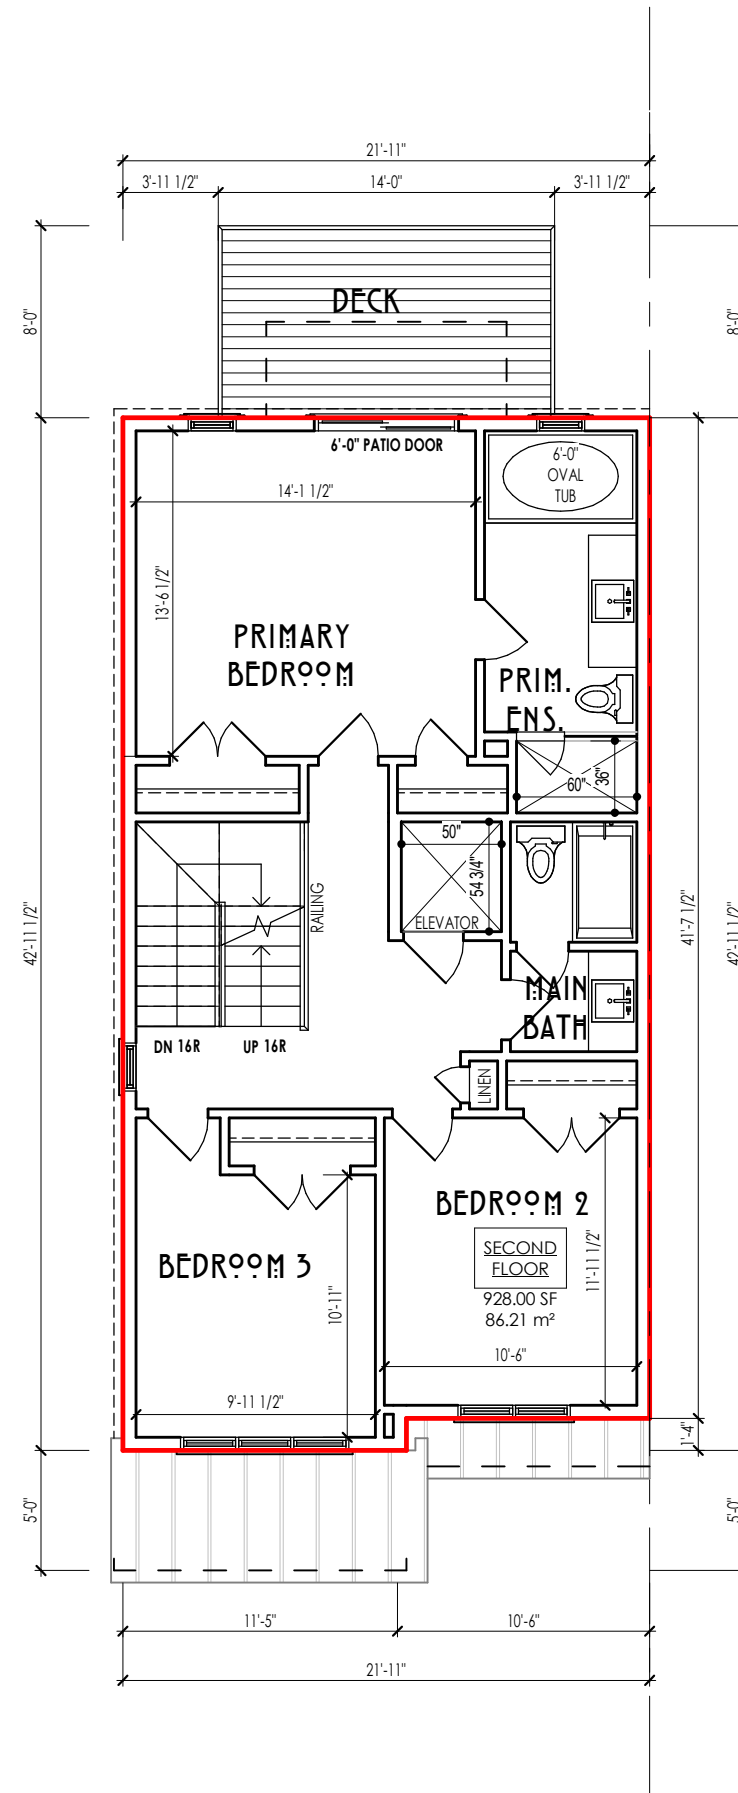 21'-11"
3'-11 1/2" 14'-0" 3'-11 1/2"
8'-0"
8'-0"
DECK
6'-0" PATIO DOOR
6'-0"
OVAL
TUB
14'-1 1/2"
13'-6 1/2"
PRIMARY
BEDROOM
PRIM.
ENS.
60"
36"
50"
54 3/4"
ELEVATOR
RAILING
42'-11 1/2"
41'-7 1/2"
42'-11 1/2"
MAIN
BATH
DN 16R UP 16R
LINEN
BEDROOM 2
SECOND
FLOOR
928.00 SF
86.21 m²
11'-11 1/2"
BEDROOM 3
10'-11"
10'-6"
9'-11 1/2"
1'-4"
5'-0"
5'-0"
11'-5" 10'-6"
21'-11"